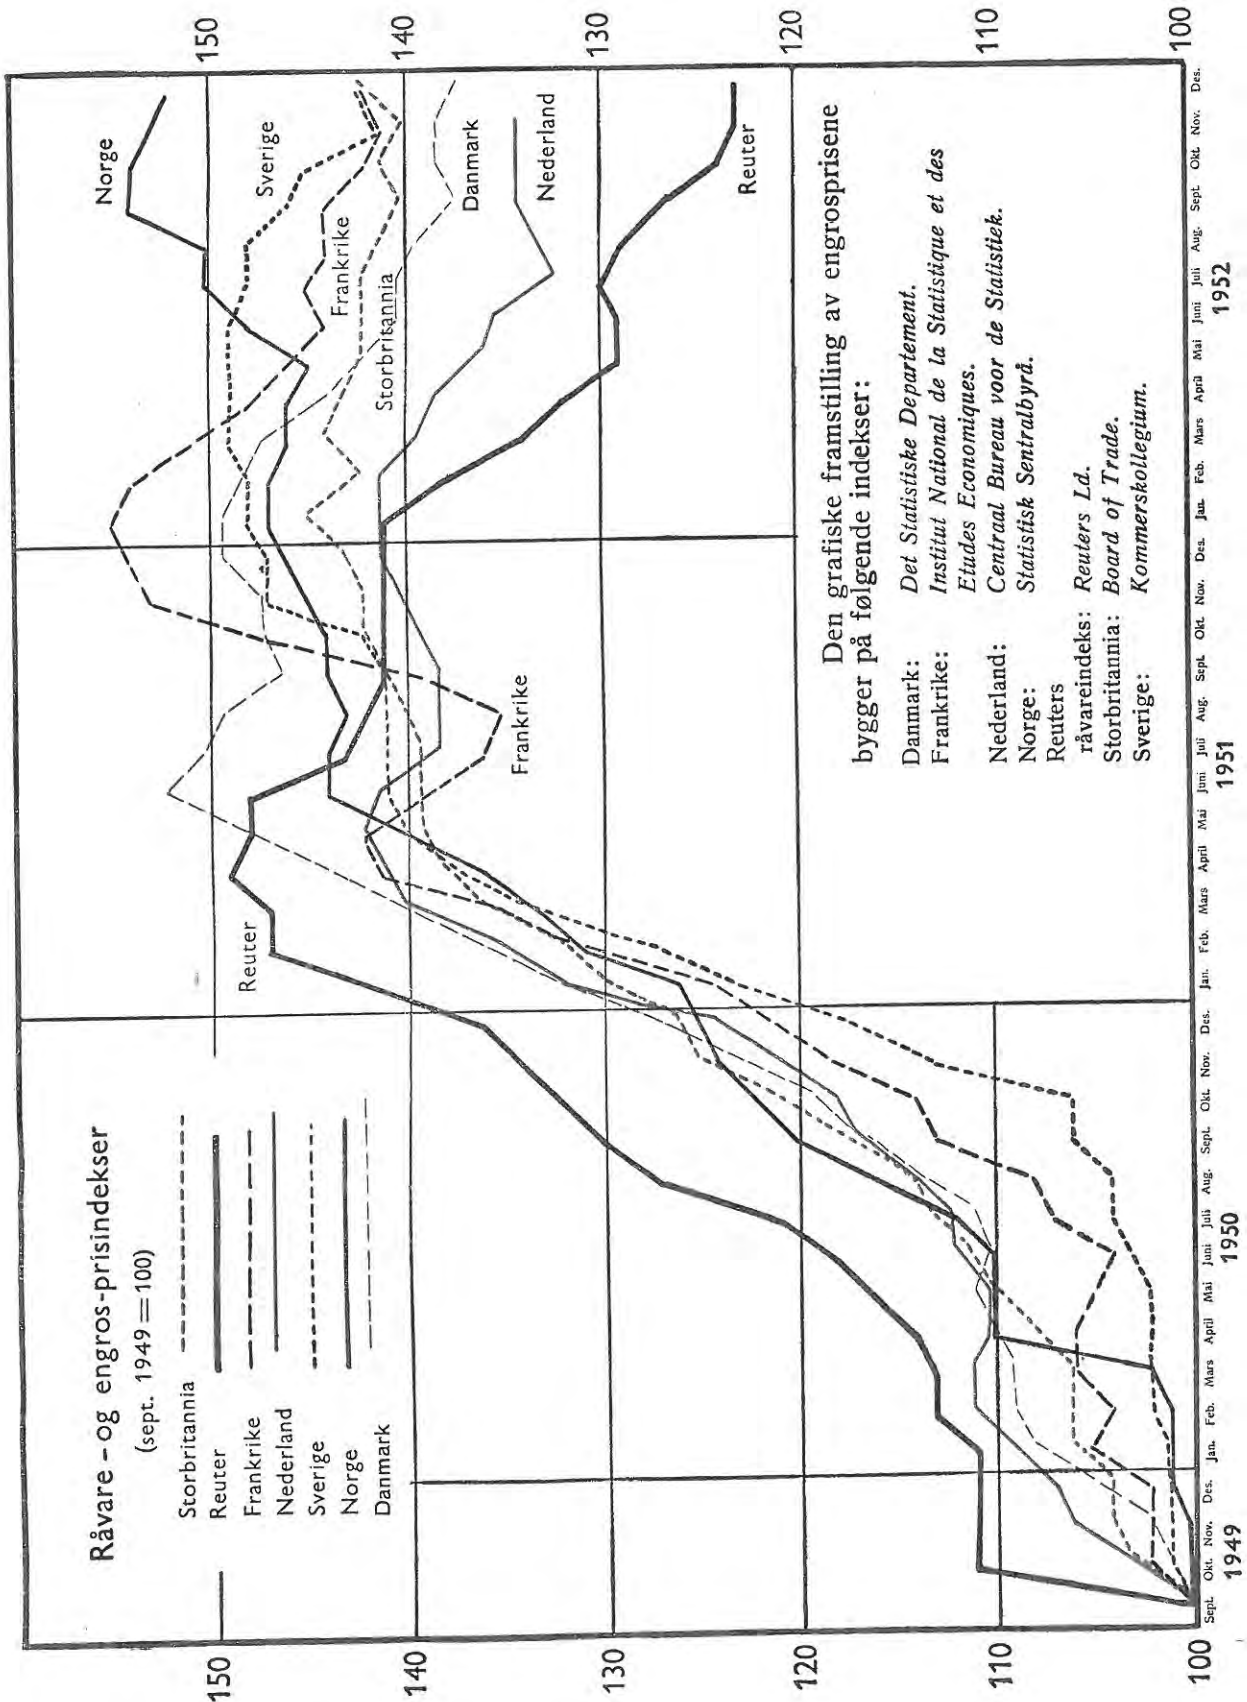 Råvare- og engros-prisindekser
(sept. 1949=100)
Storbritannia
Reuter
Frankrike
Nederland
Sverige
Norge
Danmark
150
140
130
120
110
100
150
140
130
120
110
100
Reuter
Frankrike
Norge
Sverige
Frankrike
Storbritannia
Danmark
Nederland
Reuter
Den grafiske framstilling av engrosprisene
bygger på følgende indekser:
Danmark: Det Statistiske Departement.
Frankrike: Institut National de la Statistique et des
Etudes Economiques.
Nederland: Centraal Bureau voor de Statistiek.
Norge: Statistisk Sentralbyrå.
Reuters
råvareindeks: Reuters Ld.
Storbritannia: Board of Trade.
Sverige: Kommerskollegium.
Sept. Okt. Nov. Des. Jan. Feb. Mars April Mai Juni Juli Aug. Sept. Okt. Nov. Des. Jan. Feb. Mars April Mai Juni Juli Aug. Sept. Okt. Nov. Des. Jan. Feb. Mars April Mai Juni Juli Aug. Sept. Okt. Nov. Des.
1949 1950 1951 1952